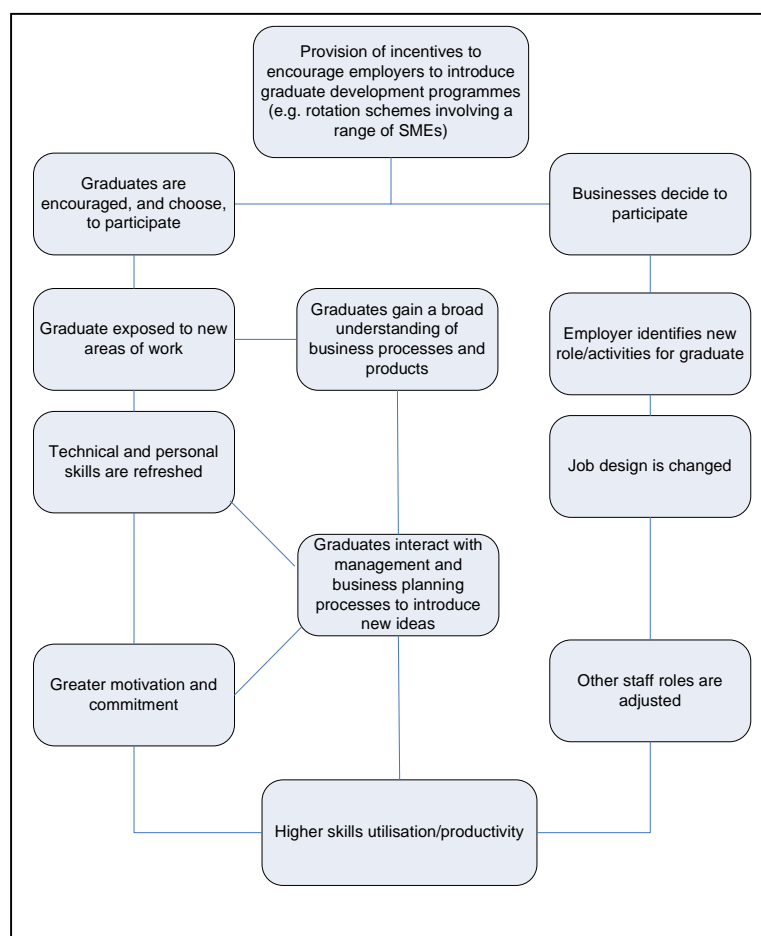 Provision of incentives to
encourage employers to introduce
graduate development programmes
(e.g. rotation schemes involving a
range of SMEs)
Graduates are
encouraged, and choose,
to participate
Businesses decide to
participate
Graduate exposed to new
areas of work
Graduates gain a broad
understanding of
business processes and
products
Employer identifies new
role/activities for graduate
Technical and personal
skills are refreshed
Job design is changed
Graduates interact with
management and
business planning
processes to introduce
new ideas
Greater motivation and
commitment
Other staff roles are
adjusted
Higher skills utilisation/productivity